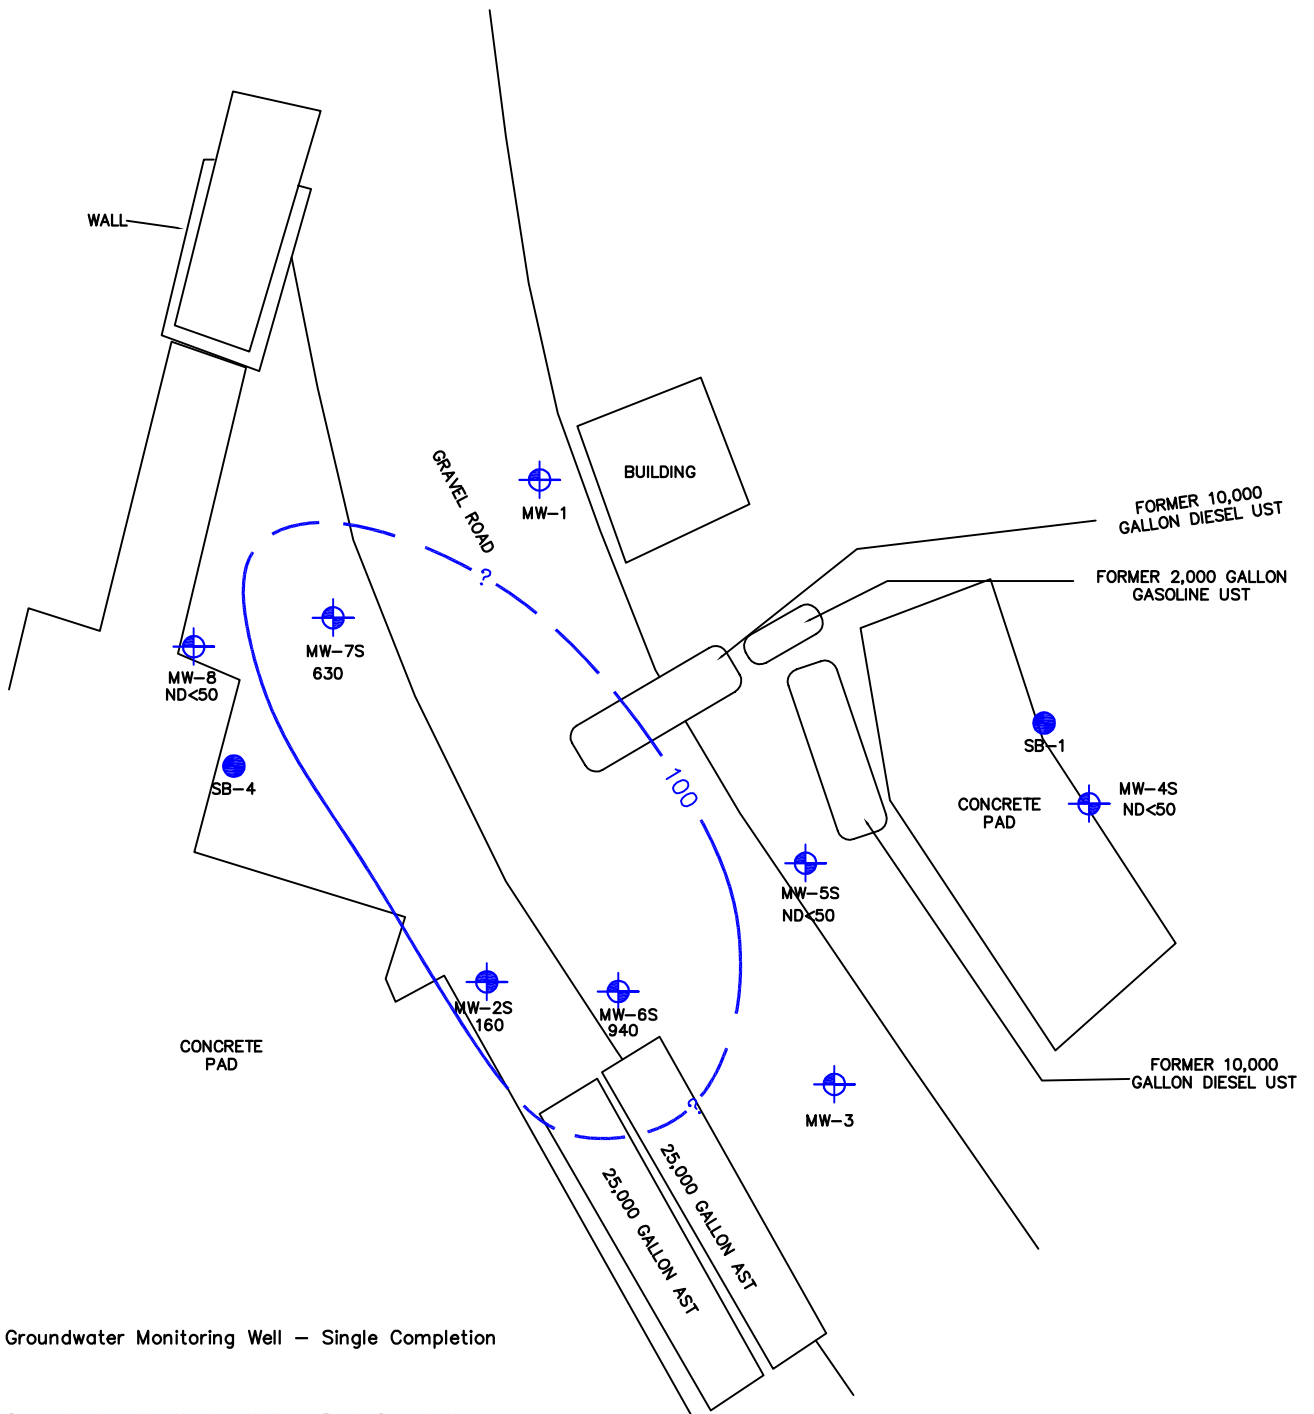 WALL
GRAVEL ROAD
BUILDING
MW-1
FORMER 10,000
GALLON DIESEL UST
?
FORMER 2,000 GALLON
GASOLINE UST
MW-7S
630
MW-8
ND<50
SB-1
SB-4
100
MW-4S
ND<50
CONCRETE
PAD
MW-5S
ND<50
MW-2S
160
MW-6S
940
CONCRETE
PAD
FORMER 10,000
GALLON DIESEL UST
?
MW-3
25,000 GALLON AST
25,000 GALLON AST
Groundwater Monitoring Well - Single Completion